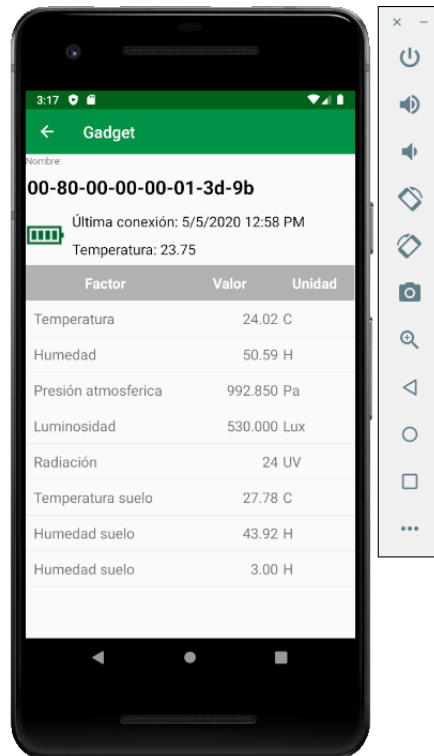 3:17
Gadget
Nombre:
00-80-00-00-00-01-3d-9b
Última conexión: 5/5/2020 12:58 PM
Temperatura: 23.75
Factor Valor Unidad
Temperatura 24.02 C
Humedad 50.59 H
Presión atmosferica 992.850 Pa
Luminosidad 530.000 Lux
Radiación 24 UV
Temperatura suelo 27.78 C
Humedad suelo 43.92 H
Humedad suelo 3.00 H